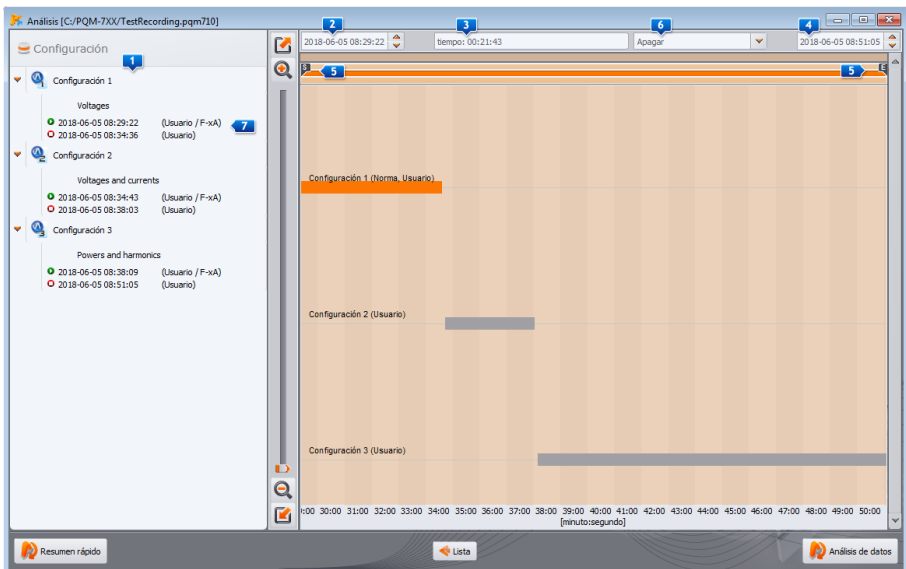 Análisis [C:/PQM-7XX/TestRecording.pqm710]
2
3
6
4
Configuración
2018-06-05 08:29:22
tiempo: 00:21:43
Apagar
2018-06-05 08:51:05
1
S
5
5
E
Configuración 1
Voltages
2018-06-05 08:29:22 (Usuario / F-xA)
7
2018-06-05 08:34:36 (Usuario)
Configuración 2
Voltages and currents
2018-06-05 08:34:43 (Usuario / F-xA)
2018-06-05 08:38:03 (Usuario)
Configuración 3
Powers and harmonics
2018-06-05 08:38:09 (Usuario / F-xA)
2018-06-05 08:51:05 (Usuario)
Configuración 1 (Norma, Usuario)
Configuración 2 (Usuario)
Configuración 3 (Usuario)
):00 30:00 31:00 32:00 33:00 34:00 35:00 36:00 37:00 38:00 39:00 40:00 41:00 42:00 43:00 44:00 45:00 46:00 47:00 48:00 49:00 50:00
[minuto:segundo]
Resumen rápido
Lista
Análisis de datos